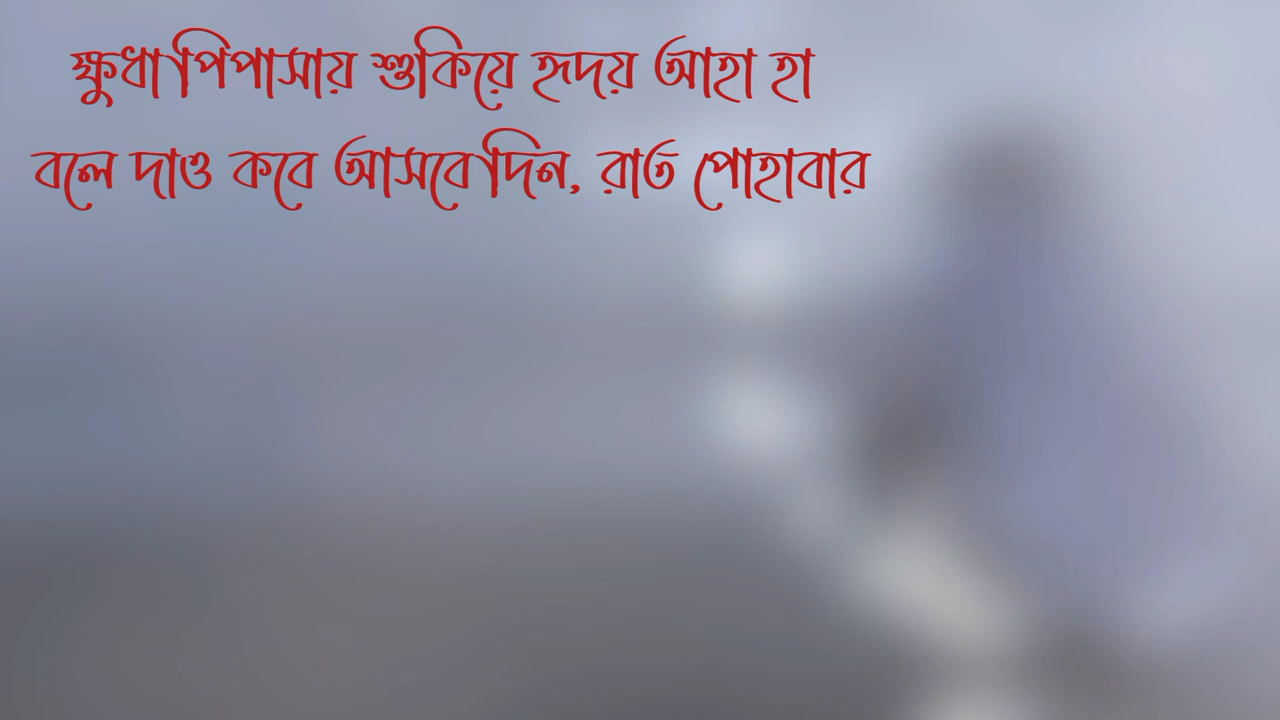 ক্ষুধা পিপাসায় শুকিয়ে হৃদয় আহা হা
বলে দাও কবে আসবে দিন, রাত পোহাবার